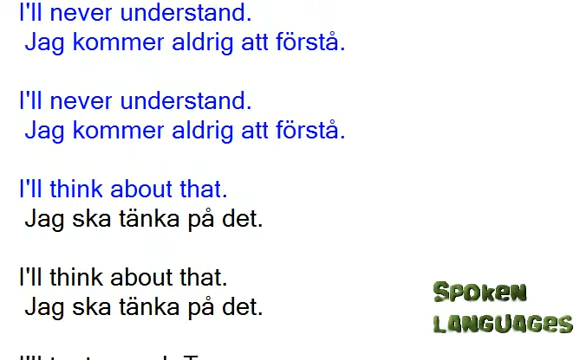 I'll never understand.
Jag kommer aldrig att förstå.
I'll never understand.
Jag kommer aldrig att förstå.
I'll think about that.
Jag ska tänka på det.
I'll think about that.
Jag ska tänka på det.
Spoken
Languages